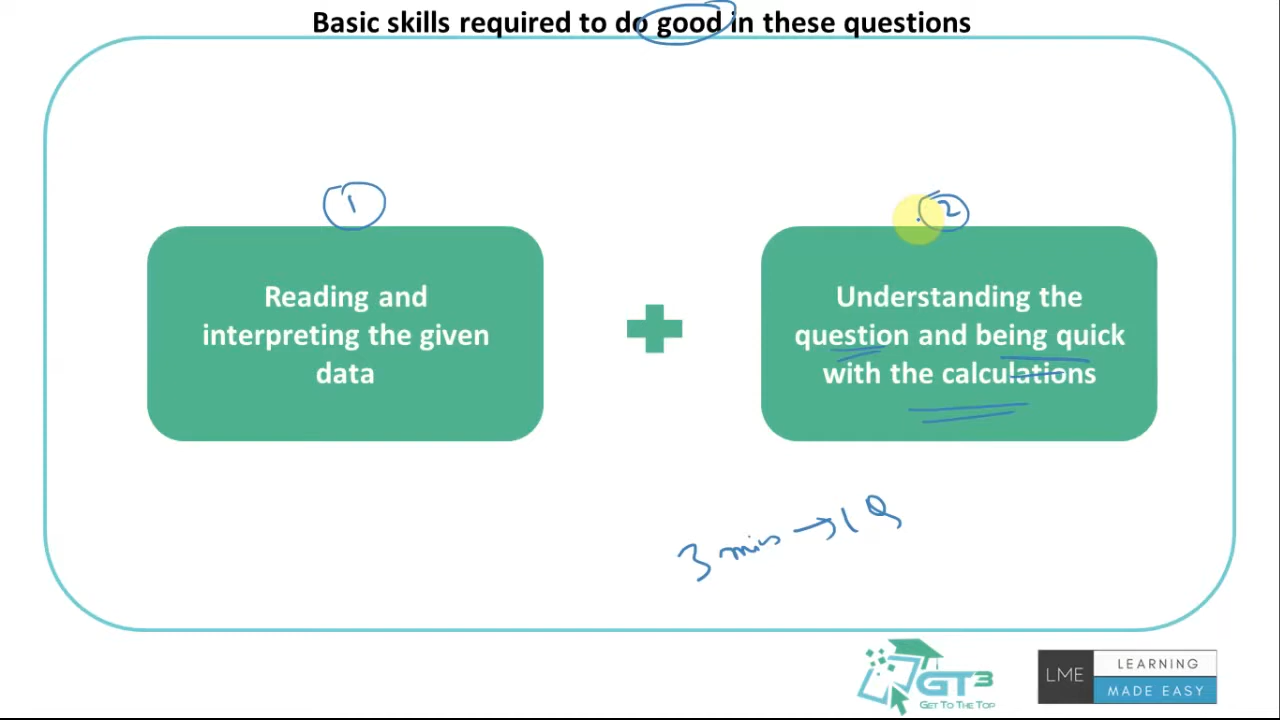 Basic skills required to do good in these questions
1
2
Reading and
interpreting the given
data
Understanding the
question and being quick
with the calculations
3 mins → 1 Q
GT3
GET TO THE TOP
LME
LEARNING
MADE EASY